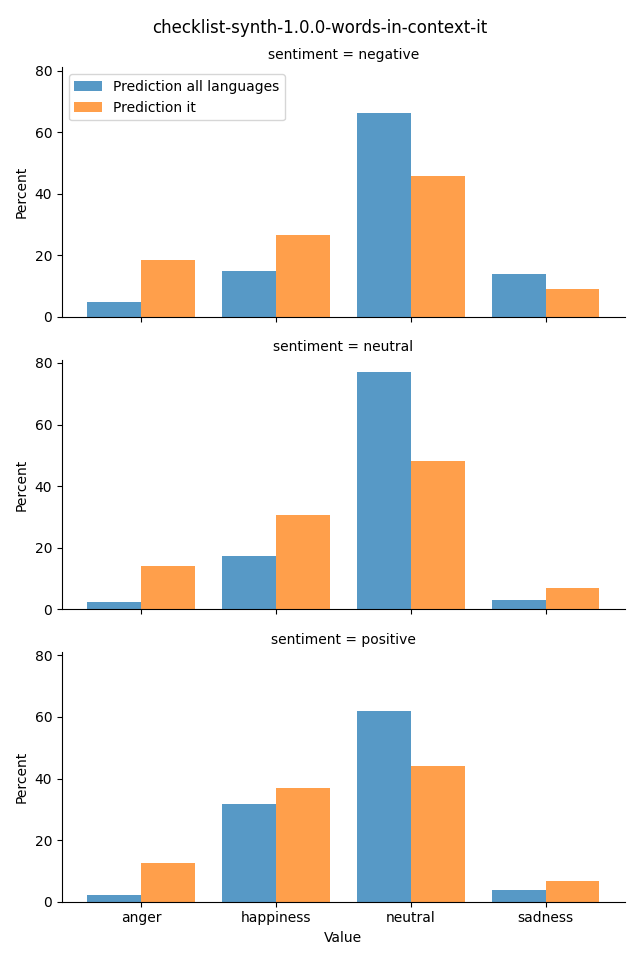 checklist-synth-1.0.0-words-in-context-it
sentiment = negative
80
60
40
20
0
Percent
Prediction all languages
Prediction it
sentiment = neutral
80
60
40
20
0
Percent
sentiment = positive
80
60
40
20
0
Percent
anger happiness neutral sadness
Value